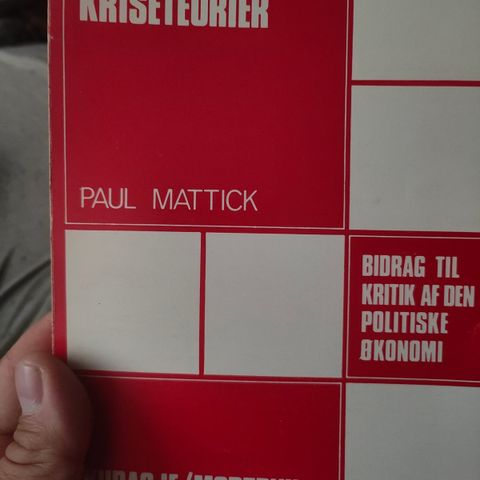 KRISETEORIER
PAUL MATTICK
BIDRAG TIL
KRITIK AF DEN
POLITISKE
ØKONOMI